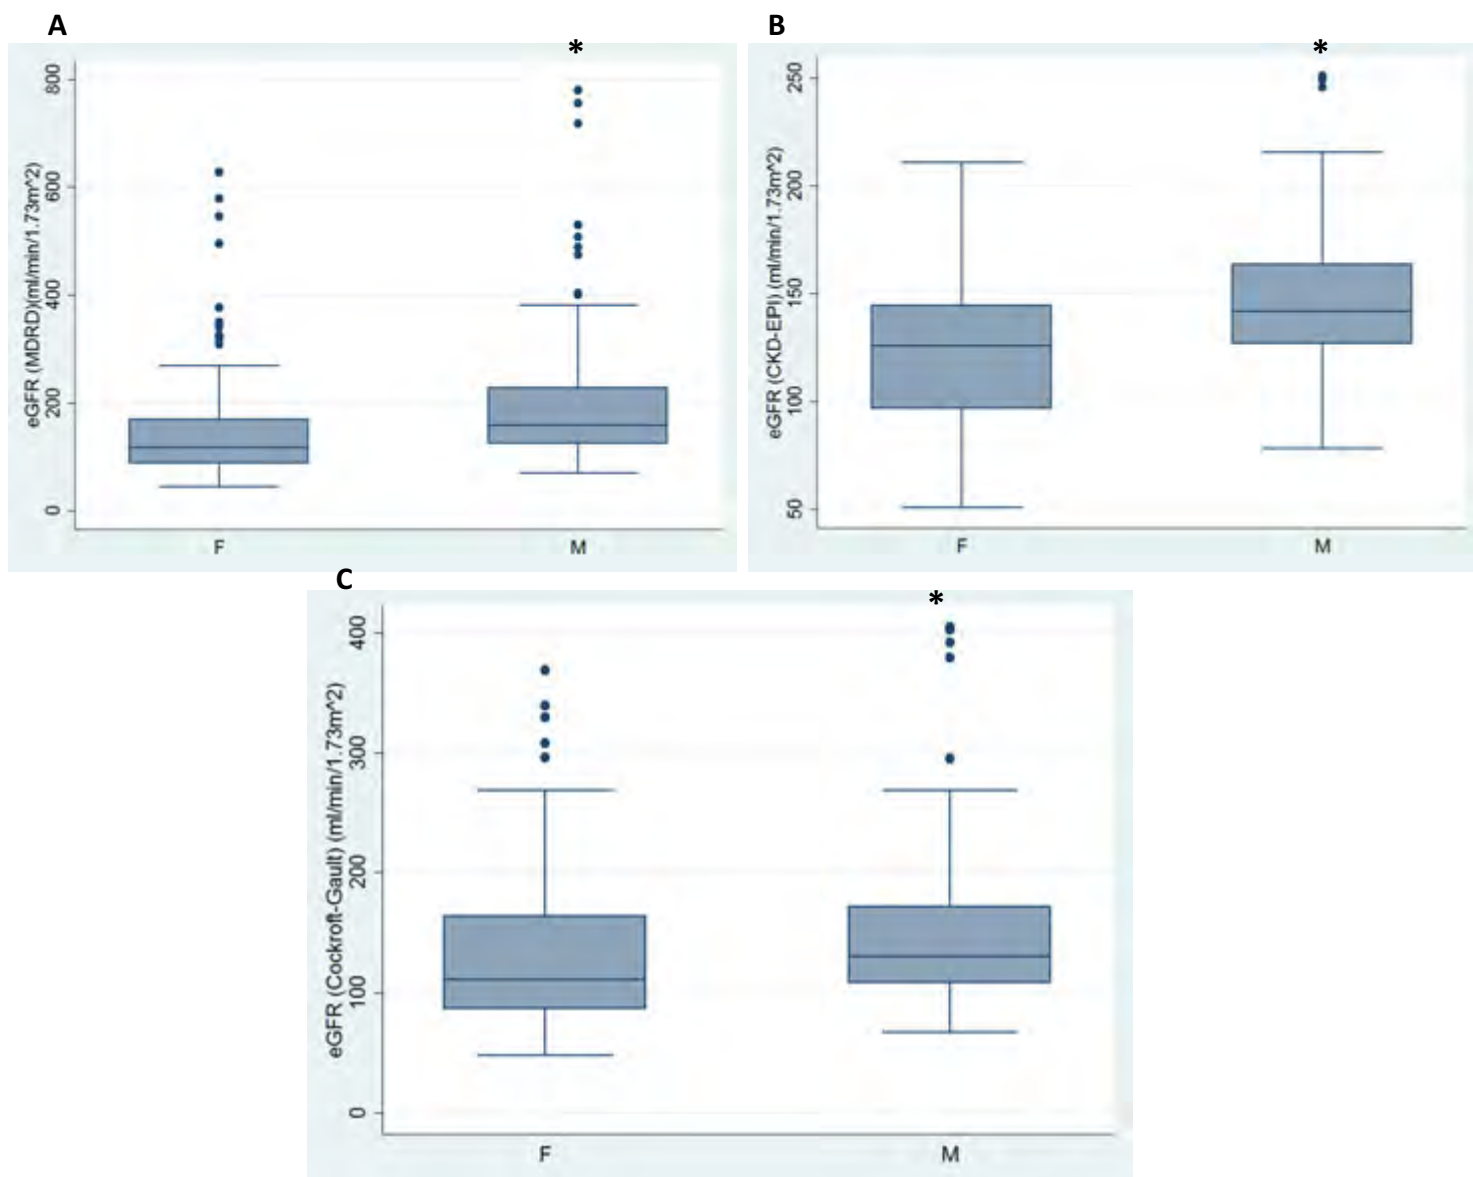 A
*
eGFR (MDRD)(ml/min/1.73m^2)
800
600
400
200
0
F
M
B
*
eGFR (CKD-EPI) (ml/min/1.73m^2)
250
200
150
100
50
F
M
C
*
eGFR (Cockroft-Gault) (ml/min/1.73m^2)
400
300
200
100
0
F
M